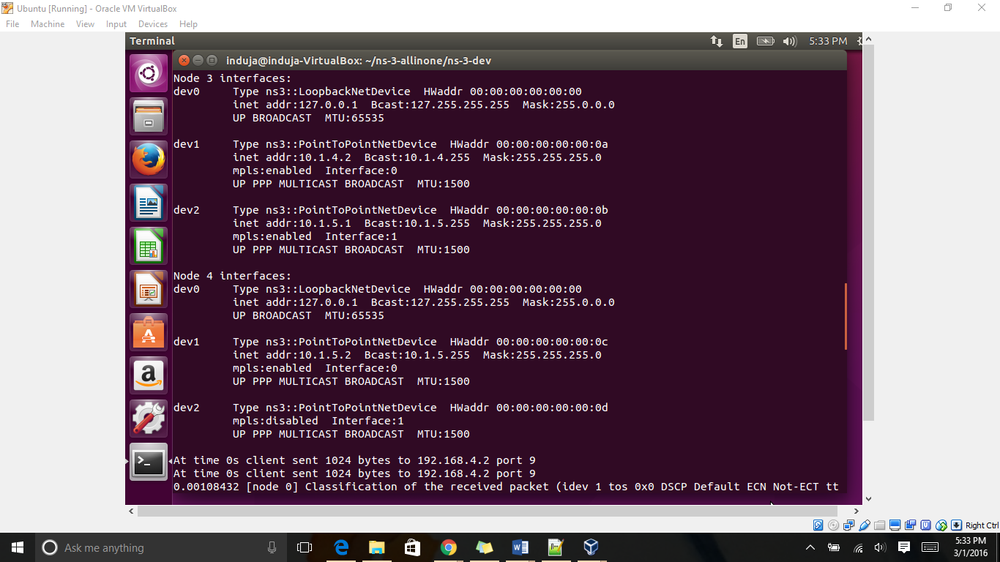 Ubuntu [Running] - Oracle VM VirtualBox
File Machine View Input Devices Help
Terminal En 5:33 PM
induja@induja-VirtualBox: ~/ns-3-allinone/ns-3-dev
Node 3 interfaces:
dev0 Type ns3::LoopbackNetDevice HWaddr 00:00:00:00:00:00
inet addr:127.0.0.1 Bcast:127.255.255.255 Mask:255.0.0.0
UP BROADCAST MTU:65535
dev1 Type ns3::PointToPointNetDevice HWaddr 00:00:00:00:00:0a
inet addr:10.1.4.2 Bcast:10.1.4.255 Mask:255.255.255.0
mpls:enabled Interface:0
UP PPP MULTICAST BROADCAST MTU:1500
dev2 Type ns3::PointToPointNetDevice HWaddr 00:00:00:00:00:0b
inet addr:10.1.5.1 Bcast:10.1.5.255 Mask:255.255.255.0
mpls:enabled Interface:1
UP PPP MULTICAST BROADCAST MTU:1500
Node 4 interfaces:
dev0 Type ns3::LoopbackNetDevice HWaddr 00:00:00:00:00:00
inet addr:127.0.0.1 Bcast:127.255.255.255 Mask:255.0.0.0
UP BROADCAST MTU:65535
dev1 Type ns3::PointToPointNetDevice HWaddr 00:00:00:00:00:0c
inet addr:10.1.5.2 Bcast:10.1.5.255 Mask:255.255.255.0
mpls:enabled Interface:0
UP PPP MULTICAST BROADCAST MTU:1500
dev2 Type ns3::PointToPointNetDevice HWaddr 00:00:00:00:00:0d
mpls:disabled Interface:1
UP PPP MULTICAST BROADCAST MTU:1500
At time 0s client sent 1024 bytes to 192.168.4.2 port 9
At time 0s client sent 1024 bytes to 192.168.4.2 port 9
0.00108432 [node 0] Classification of the received packet (idev 1 tos 0x0 DSCP Default ECN Not-ECT tt
Right Ctrl
Ask me anything
5:33 PM
3/1/2016